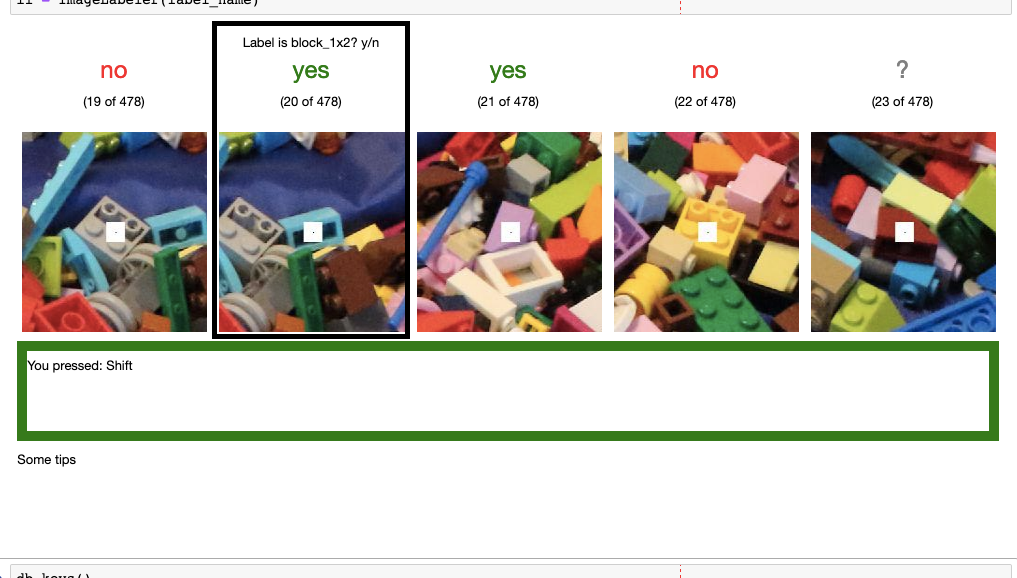 li = ImageLabeler(label_name)
Label is block_1x2? y/n
no
yes
yes
no
?
(19 of 478)
(20 of 478)
(21 of 478)
(22 of 478)
(23 of 478)
You pressed: Shift
Some tips
db.keys()